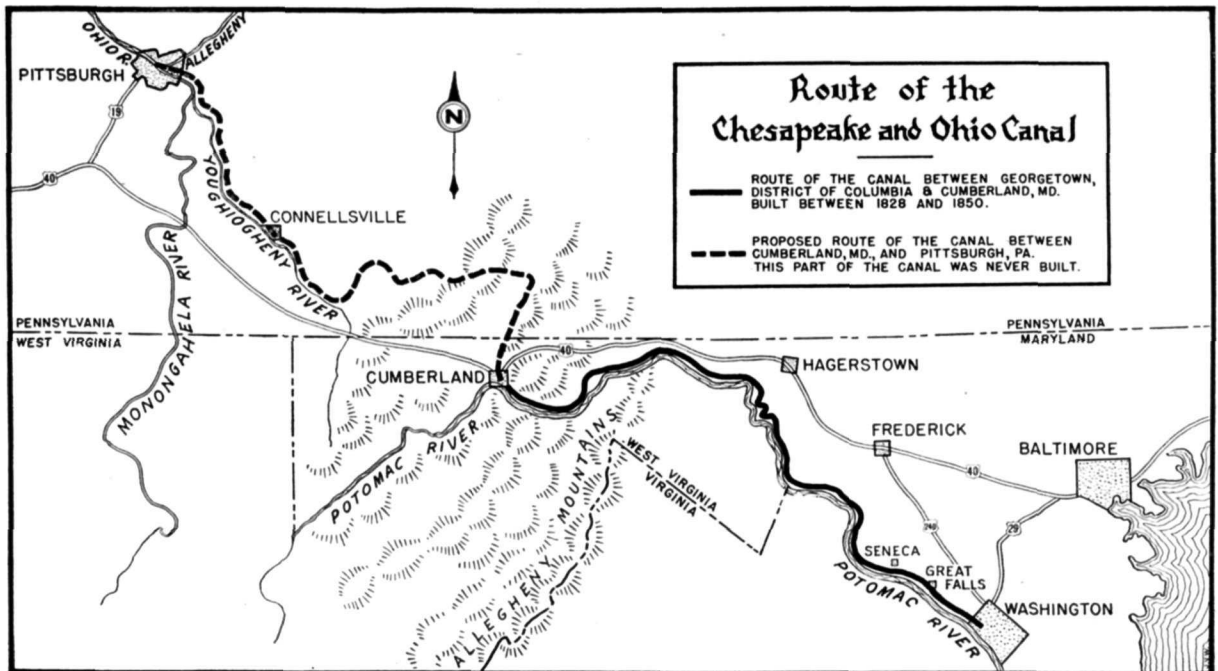 OHIO R.
ALLEGHENY
PITTSBURGH
19
40
YOUGHIOGHENY
RIVER
CONNELLSVILLE
MONONGAHELA RIVER
N
Route of the
Chesapeake and Ohio Canal
ROUTE OF THE CANAL BETWEEN GEORGETOWN,
DISTRICT OF COLUMBIA & CUMBERLAND, MD.
BUILT BETWEEN 1828 AND 1850.
PROPOSED ROUTE OF THE CANAL BETWEEN
CUMBERLAND, MD., AND PITTSBURGH, PA.
THIS PART OF THE CANAL WAS NEVER BUILT.
PENNSYLVANIA
WEST VIRGINIA
PENNSYLVANIA
MARYLAND
40
CUMBERLAND
HAGERSTOWN
POTOMAC RIVER
ALLEGHENY MOUNTAINS
WEST VIRGINIA
VIRGINIA
FREDERICK
40
BALTIMORE
240
29
SENECA
GREAT
FALLS
POTOMAC RIVER
WASHINGTON